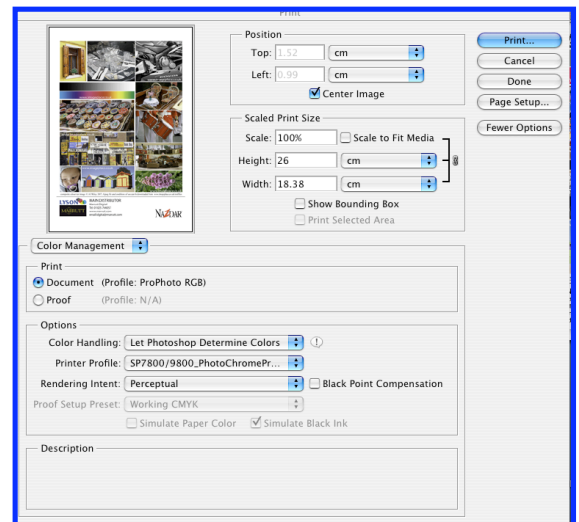 Print
Position
Top: 1.52 cm
Left: 0.99 cm
Center Image
Scaled Print Size
Scale: 100% Scale to Fit Media
Height: 26 cm
Width: 18.38 cm
Show Bounding Box
Print Selected Area
Print...
Cancel
Done
Page Setup...
Fewer Options
LYSON
MAIN DISTRIBUTOR
NAZDAR
Color Management
Print
Document (Profile: ProPhoto RGB)
Proof (Profile: N/A)
Options
Color Handling: Let Photoshop Determine Colors
Printer Profile: SP7800/9800_PhotoChromePr...
Rendering Intent: Perceptual Black Point Compensation
Proof Setup Preset: Working CMYK
Simulate Paper Color Simulate Black Ink
Description